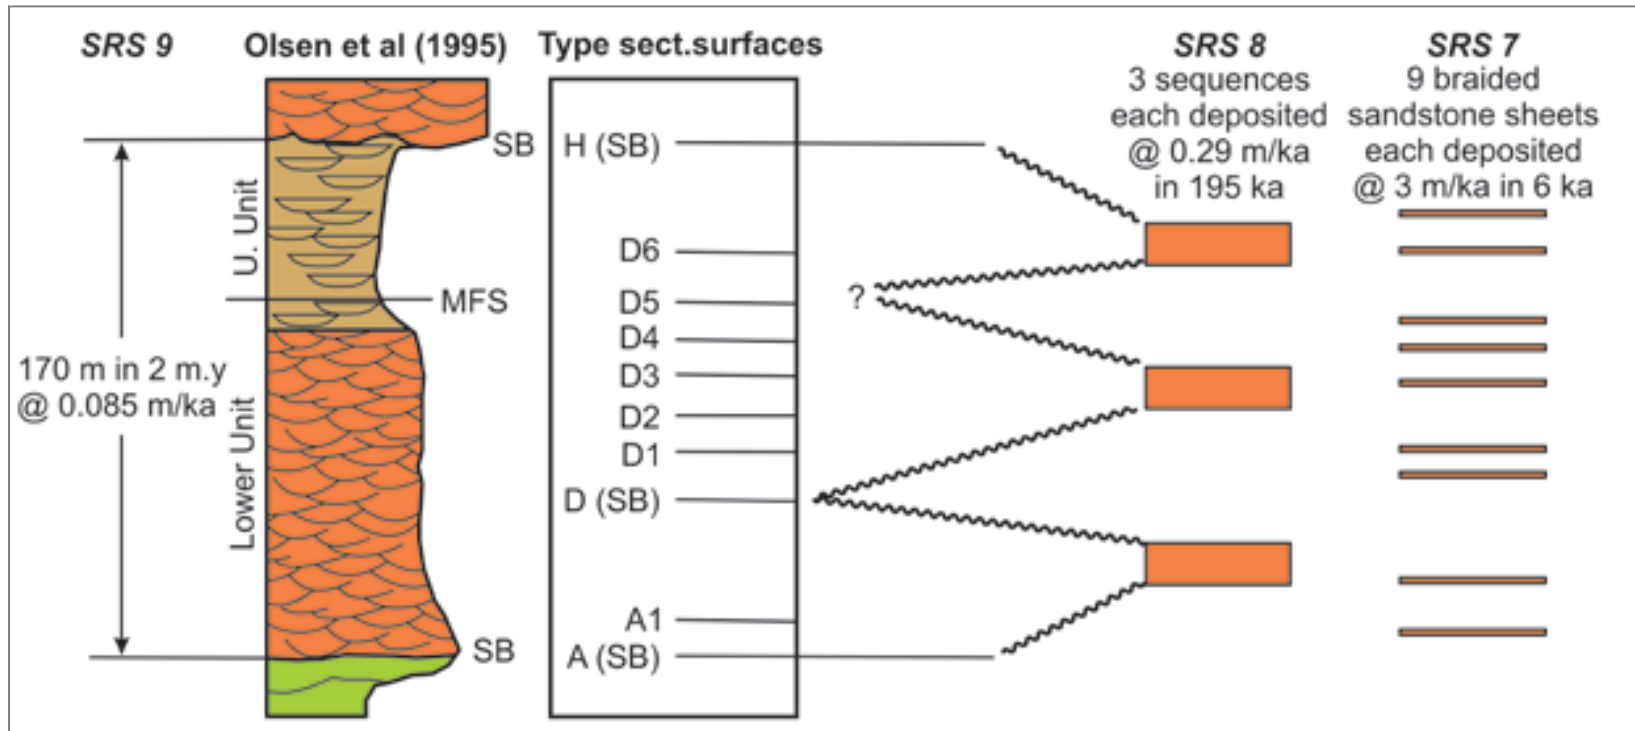 SRS 9
Olsen et al (1995)
Type sect.surfaces
SRS 8
3 sequences
each deposited
@ 0.29 m/ka
in 195 ka
SRS 7
9 braided
sandstone sheets
each deposited
@ 3 m/ka in 6 ka
SB
H (SB)
U. Unit
D6
MFS
D5
?
D4
170 m in 2 m.y
@ 0.085 m/ka
D3
D2
Lower Unit
D1
D (SB)
A1
SB
A (SB)